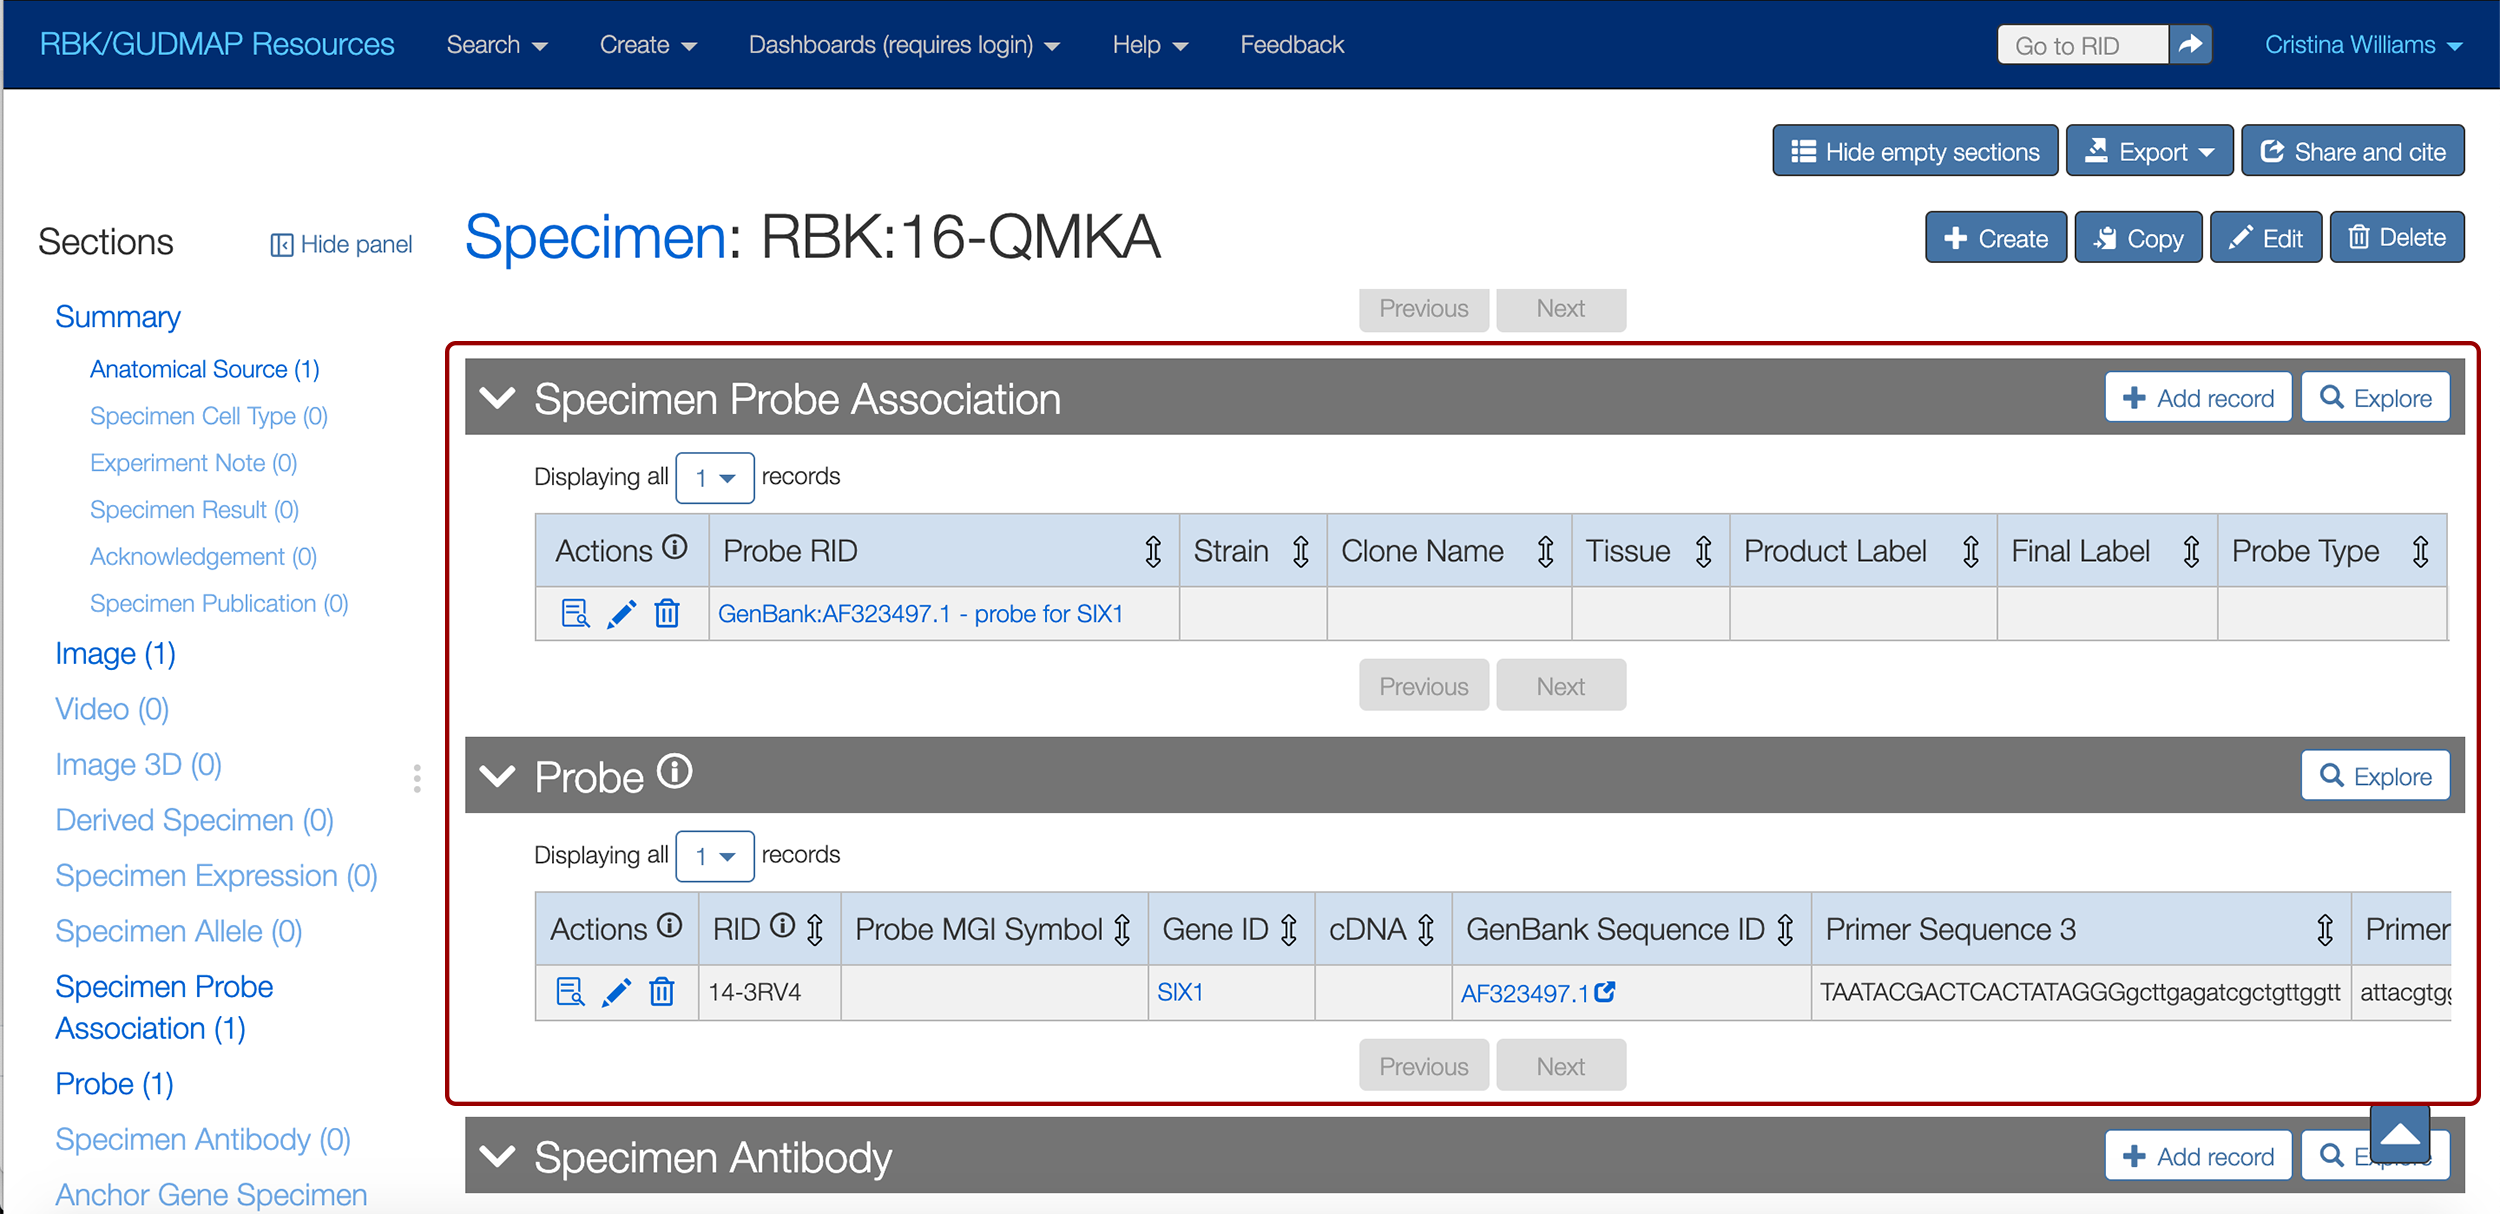 RBK/GUDMAP Resources Search Create Dashboards (requires login) Help Feedback Go to RID Cristina Williams
Hide empty sections Export Share and cite
Sections Hide panel
Specimen: RBK:16-QMKA
Create Copy Edit Delete
Previous Next
Summary
Anatomical Source (1)
Specimen Cell Type (0)
Experiment Note (0)
Specimen Result (0)
Acknowledgement (0)
Specimen Publication (0)
Image (1)
Video (0)
Image 3D (0)
Derived Specimen (0)
Specimen Expression (0)
Specimen Allele (0)
Specimen Probe
Association (1)
Probe (1)
Specimen Antibody (0)
Anchor Gene Specimen
Specimen Probe Association Add record Explore
Displaying all 1 records
Actions Probe RID Strain Clone Name Tissue Product Label Final Label Probe Type
GenBank:AF323497.1 - probe for SIX1
Previous Next
Probe Explore
Displaying all 1 records
Actions RID Probe MGI Symbol Gene ID cDNA GenBank Sequence ID Primer Sequence 3 Primer
14-3RV4 SIX1 AF323497.1 TAATACGACTCACTATAGGGgcttgagatcgctgttggtt attacgtgg
Previous Next
Specimen Antibody Add record